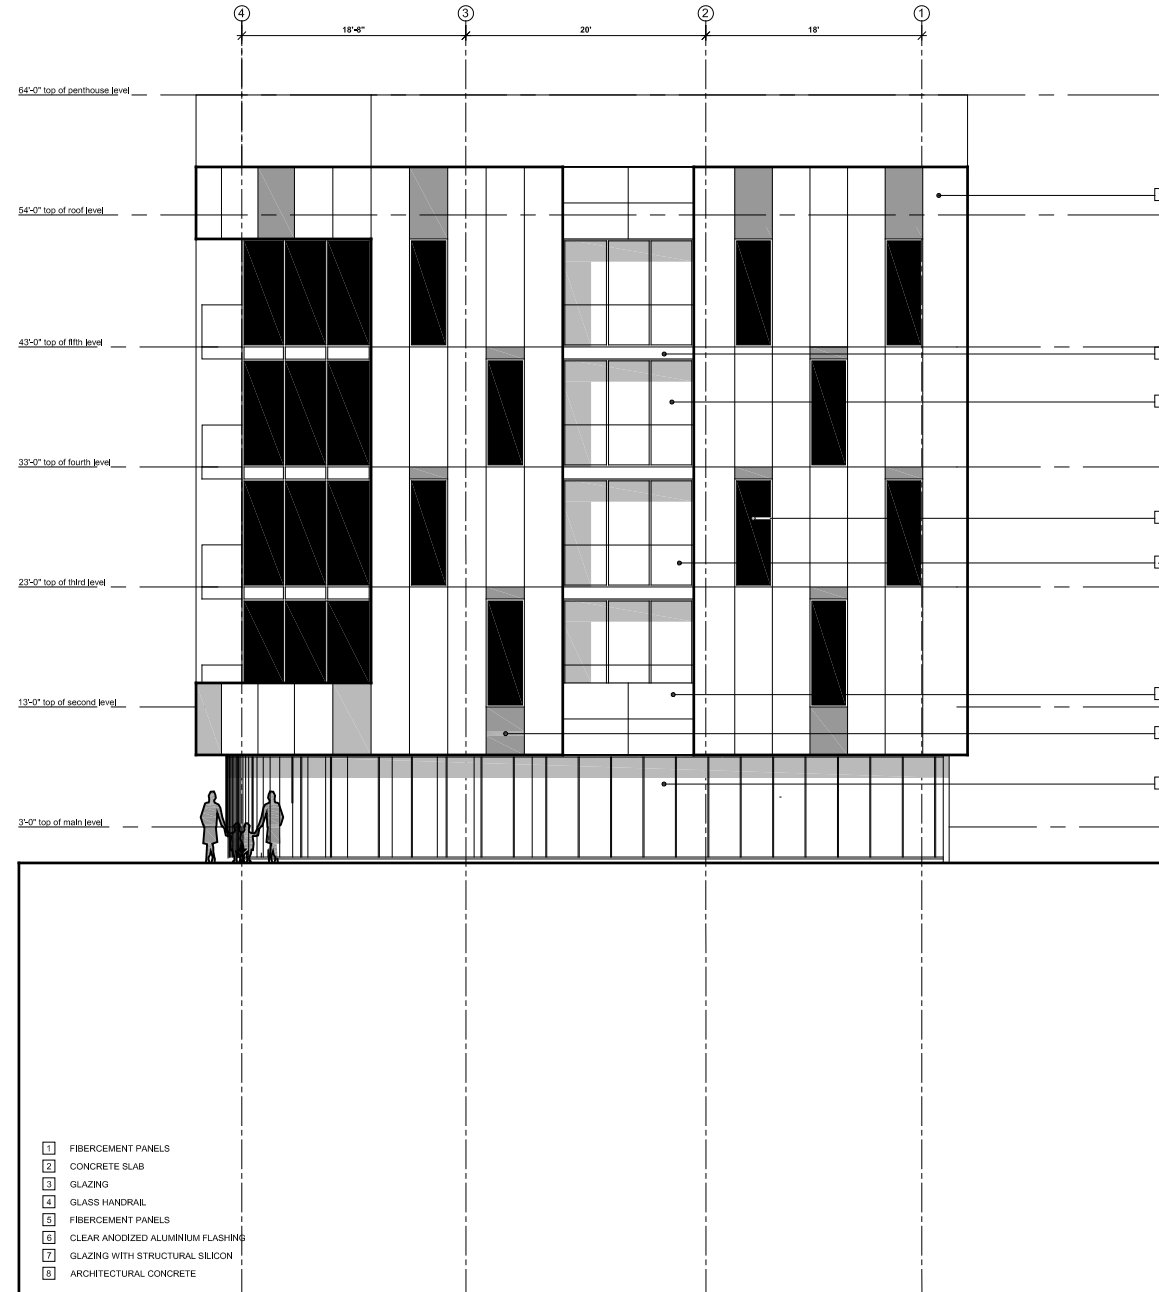 4 3 2 1
18'-8" 20' 18'
64'-0" top of penthouse level
54'-0" top of roof level
43'-0" top of fifth level
33'-0" top of fourth level
23'-0" top of third level
13'-0" top of second level
3'-0" top of main level
1 FIBERCEMENT PANELS
2 CONCRETE SLAB
3 GLAZING
4 GLASS HANDRAIL
5 FIBERCEMENT PANELS
6 CLEAR ANODIZED ALUMINIUM FLASHING
7 GLAZING WITH STRUCTURAL SILICON
8 ARCHITECTURAL CONCRETE